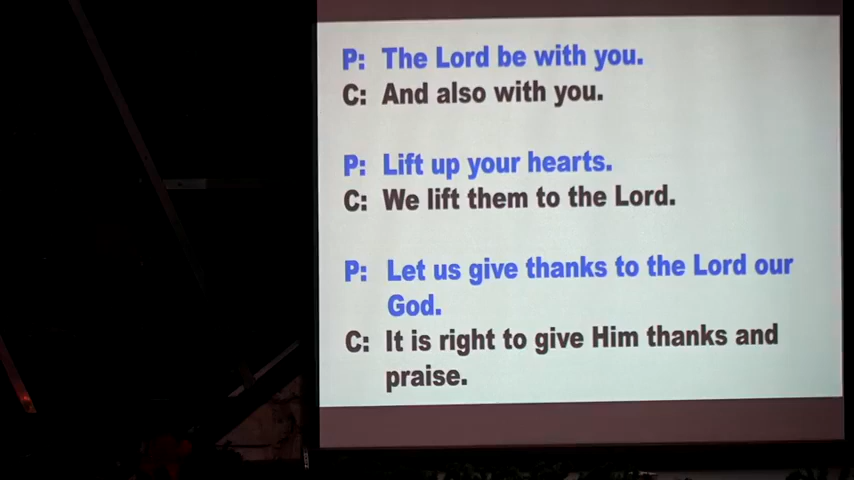 P: The Lord be with you.
C: And also with you.
P: Lift up your hearts.
C: We lift them to the Lord.
P: Let us give thanks to the Lord our
God.
C: It is right to give Him thanks and
praise.